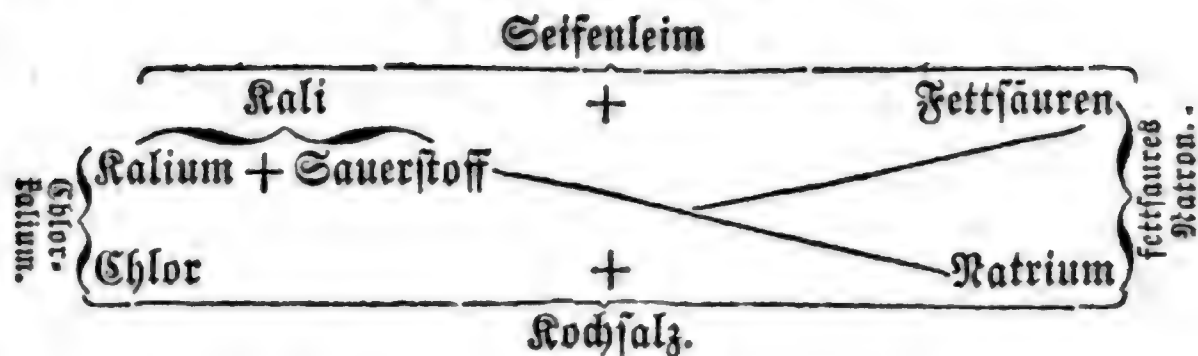 Seifenleim
Kali + Fettsäuren
Kalium + Sauerstoff
Chlor + Natrium
Kochsalz.
Chlor-
kalium.
fettsaures
Natron..